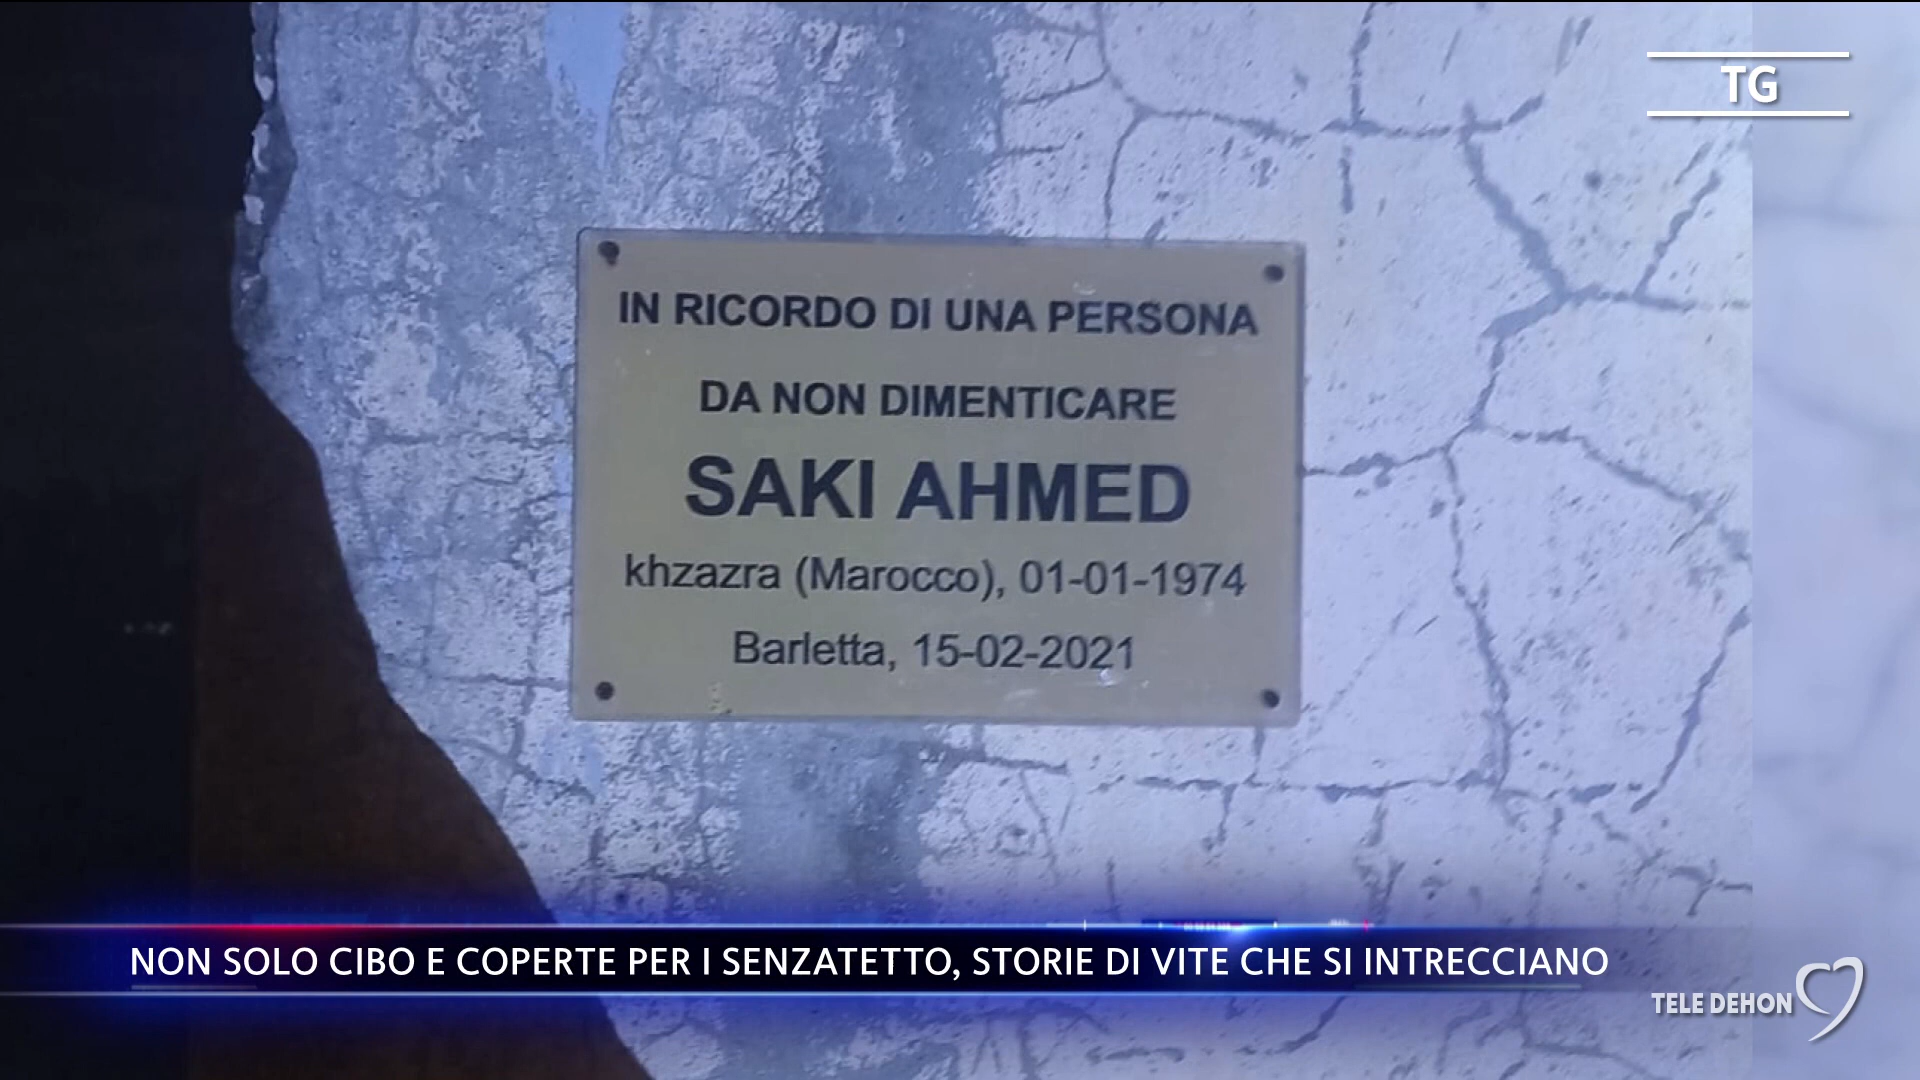 TG
IN RICORDO DI UNA PERSONA
DA NON DIMENTICARE
SAKI AHMED
khzazra (Marocco), 01-01-1974
Barletta, 15-02-2021
NON SOLO CIBO E COPERTE PER I SENZATETTO, STORIE DI VITE CHE SI INTRECCIANO
TELE DEHON